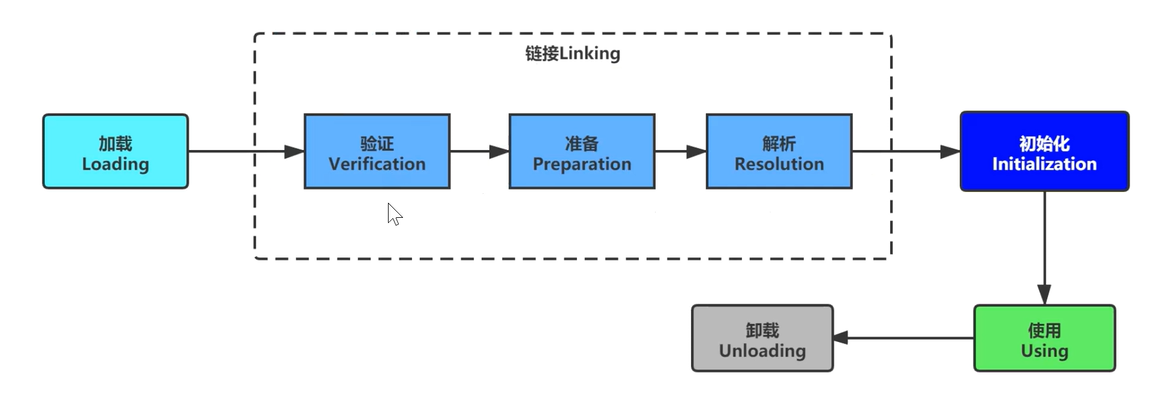 链接Linking
加载
Loading
验证
Verification
准备
Preparation
解析
Resolution
初始化
Initialization
卸载
Unloading
使用
Using